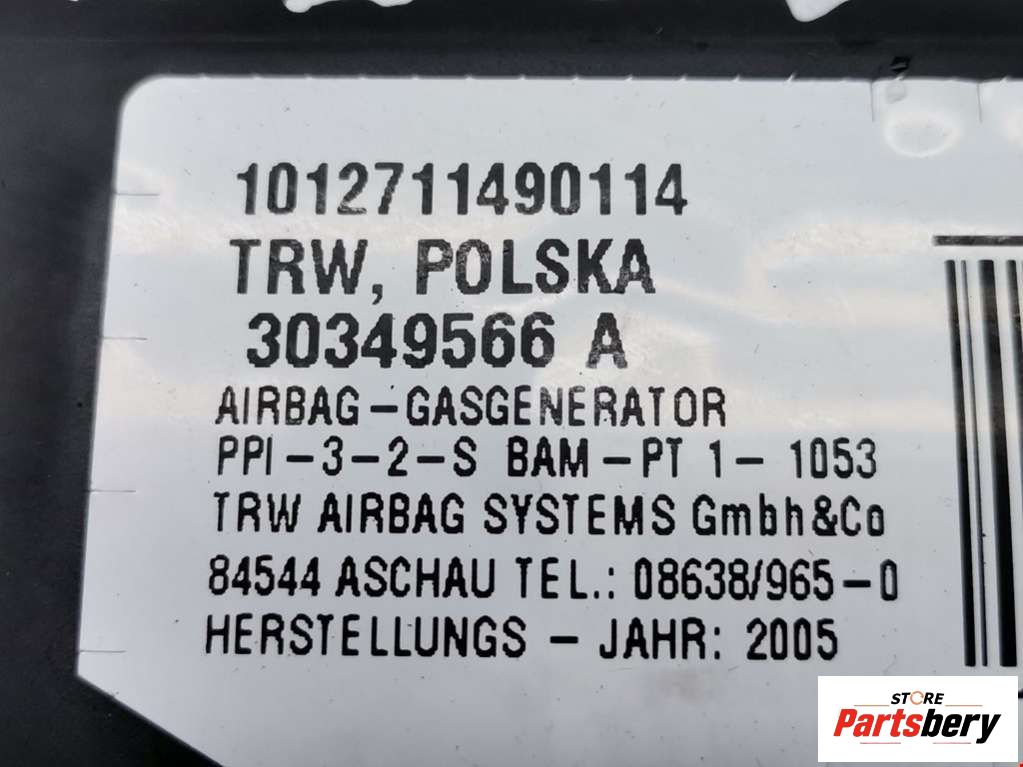 1012711490114
TRW, POLSKA
30349566 A
AIRBAG-GASGENERATOR
PPI-3-2-S BAM-PT 1- 1053
TRW AIRBAG SYSTEMS Gmbh&Co
84544 ASCHAU TEL.: 08638/965-0
HERSTELLUNGS - JAHR: 2005
STORE
Partsbery